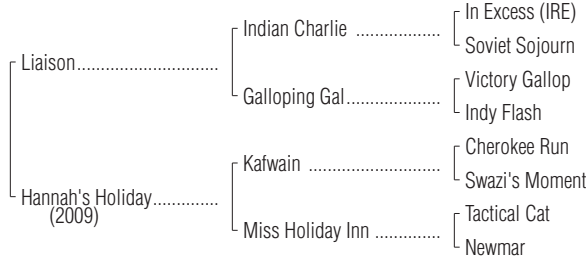 In Excess (IRE)
Indian Charlie ..................
Soviet Sojourn
Liaison..............................
Victory Gallop
Galloping Gal....................
Indy Flash
Cherokee Run
Kafwain ............................
Swazi's Moment
Hannah's Holiday..............
(2009)
Tactical Cat
Miss Holiday Inn ..............
Newmar